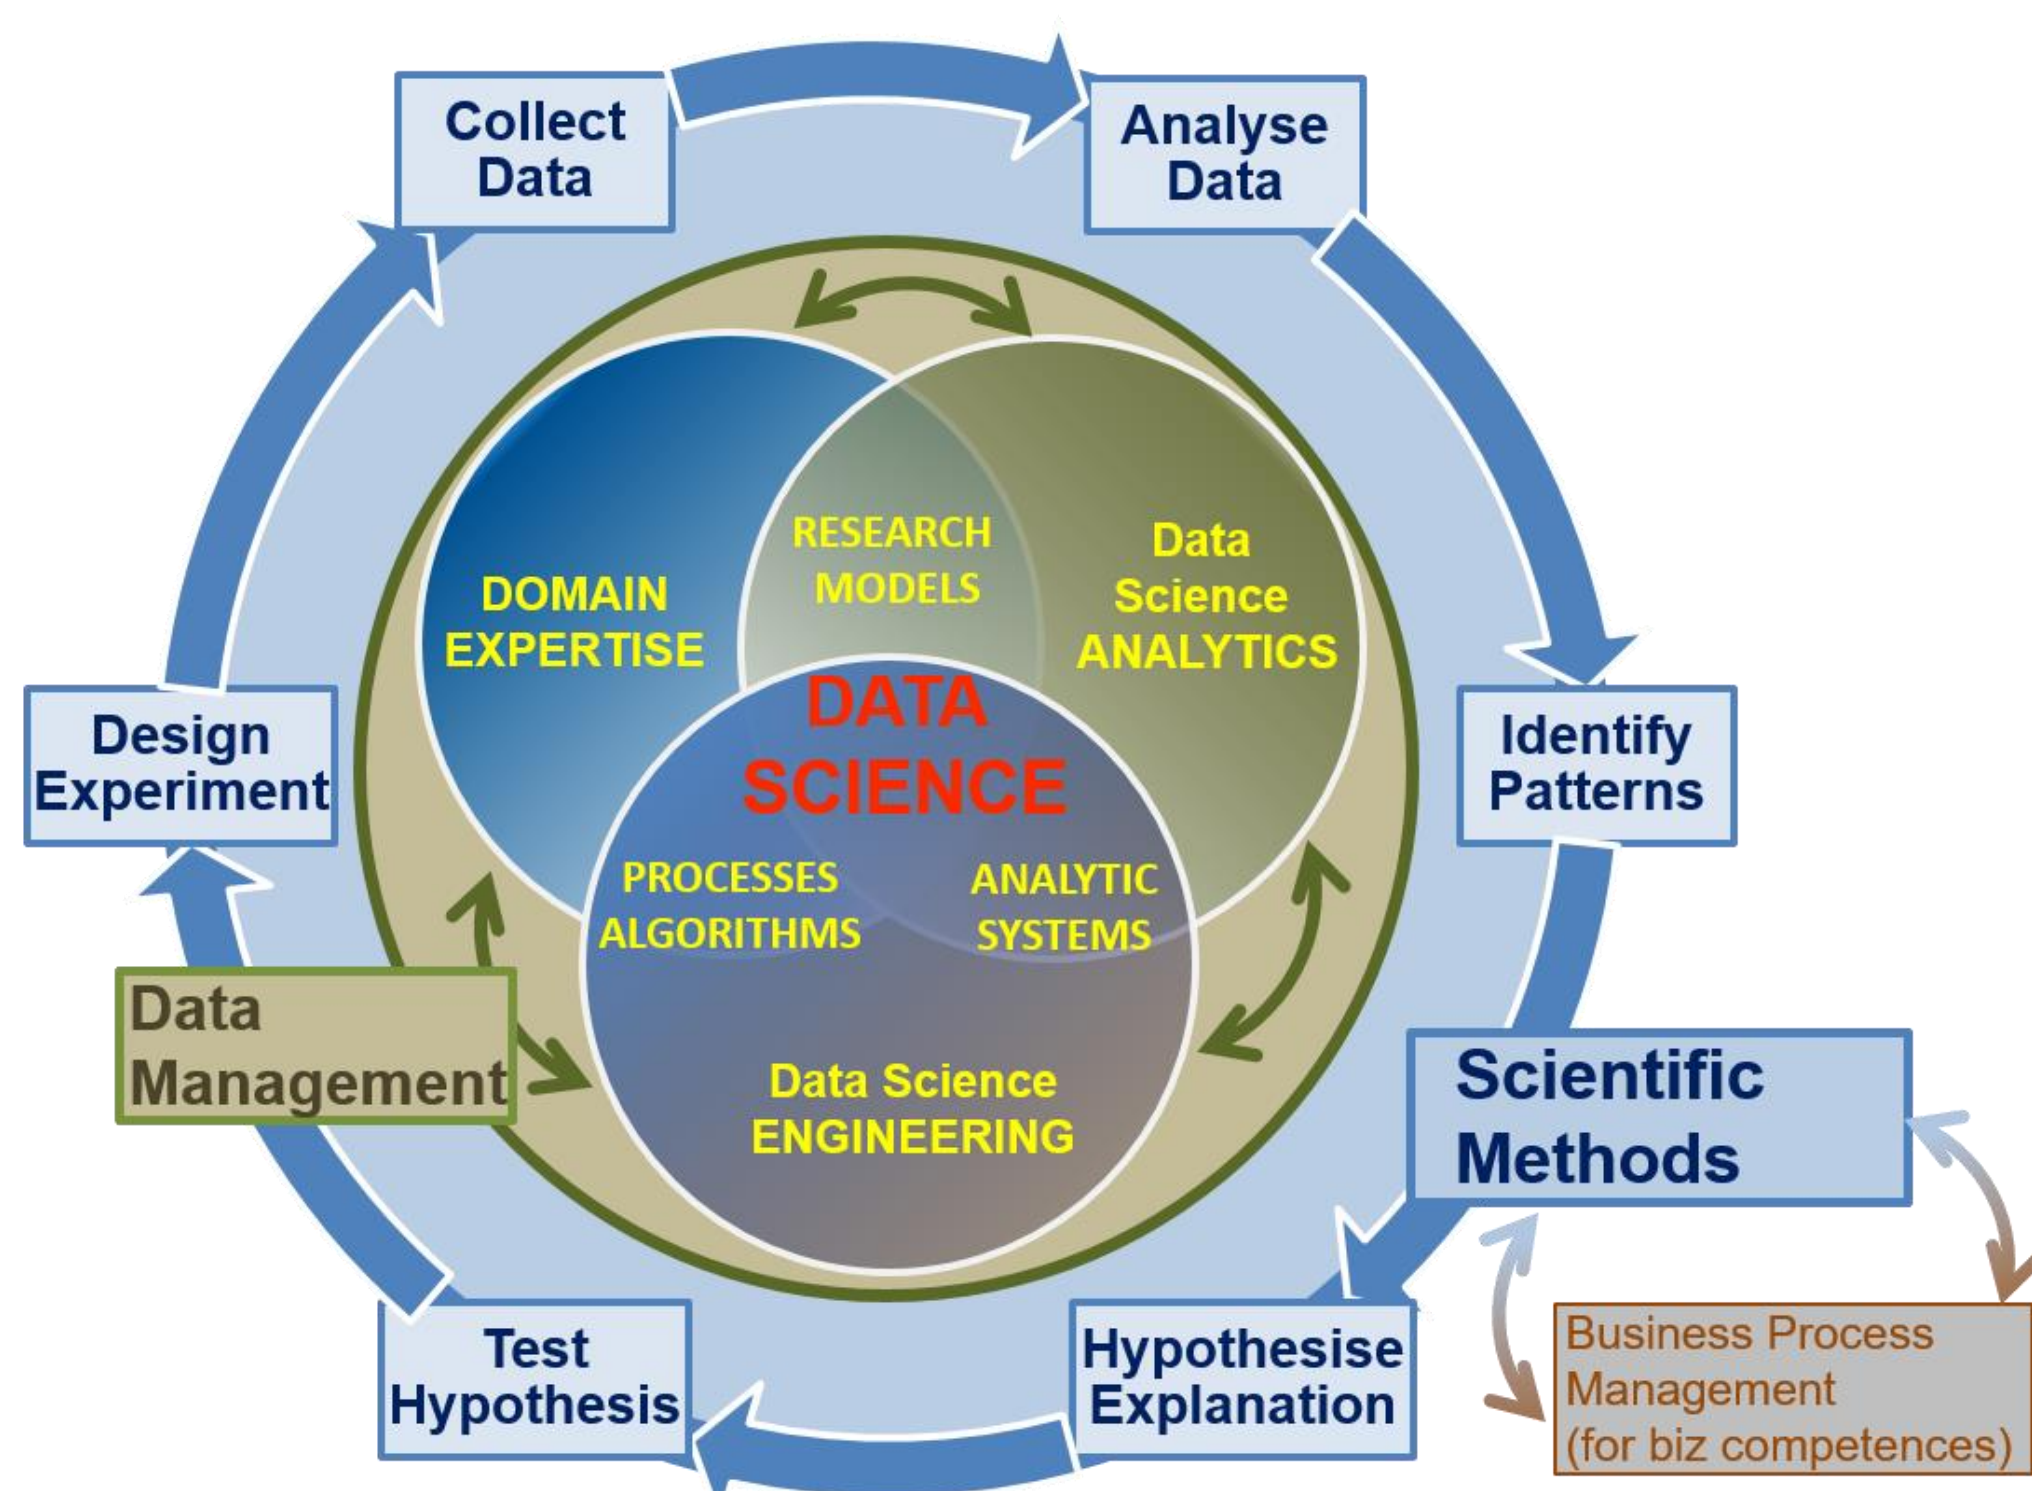 Collect
Data
Analyse
Data
RESEARCH
MODELS
Data
Science
ANALYTICS
DOMAIN
EXPERTISE
DATA
SCIENCE
Design
Experiment
Identify
Patterns
PROCESSES
ALGORITHMS
ANALYTIC
SYSTEMS
Data
Management
Data Science
ENGINEERING
Scientific
Methods
Test
Hypothesis
Hypothesise
Explanation
Business Process
Management
(for biz competences)